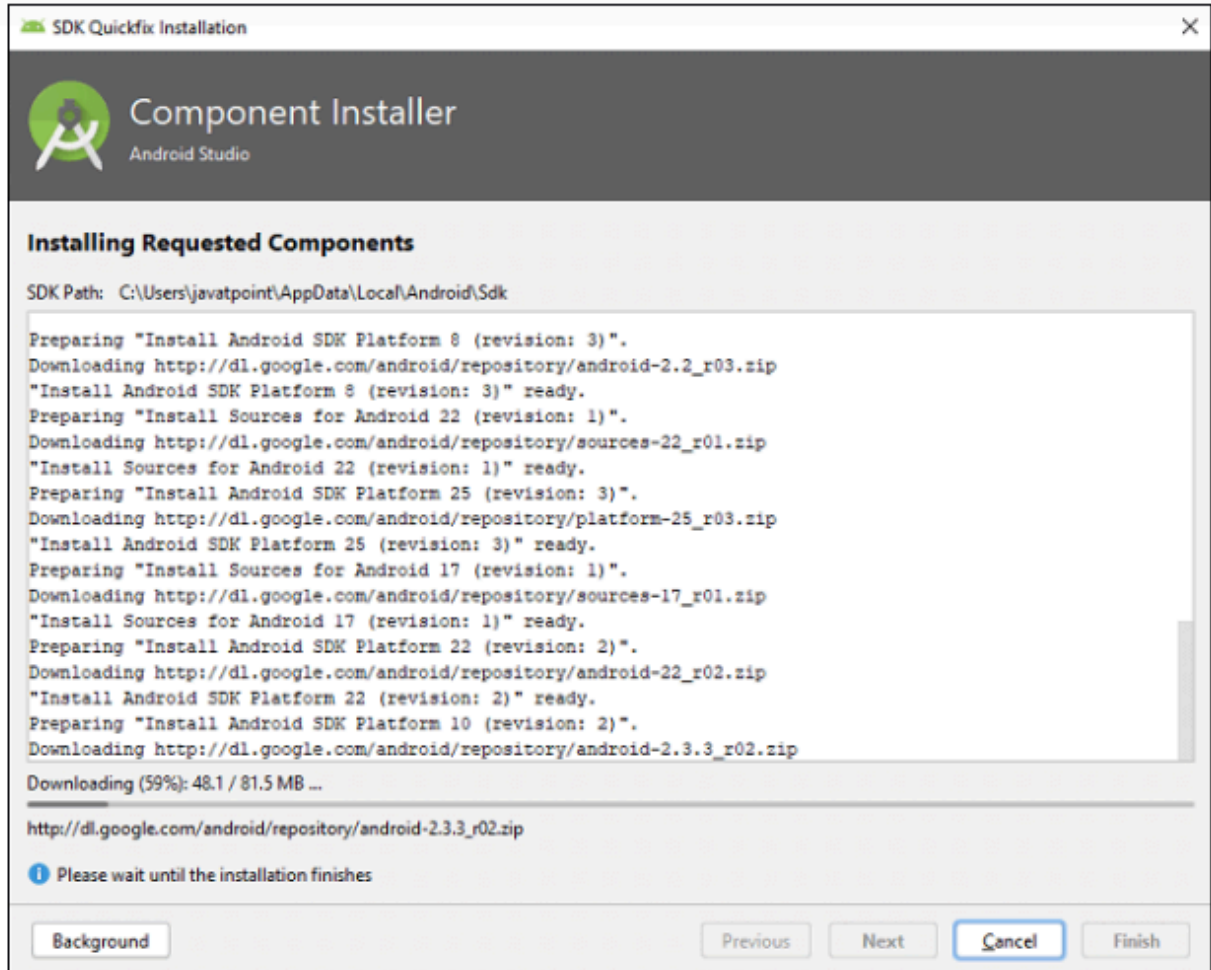 SDK Quickfix Installation
Component Installer
Android Studio
Installing Requested Components
SDK Path: C:\Users\javatpoint\AppData\Local\Android\Sdk
Preparing "Install Android SDK Platform 8 (revision: 3)".
Downloading http://dl.google.com/android/repository/android-2.2_r03.zip
"Install Android SDK Platform 8 (revision: 3)" ready.
Preparing "Install Sources for Android 22 (revision: 1)".
Downloading http://dl.google.com/android/repository/sources-22_r01.zip
"Install Sources for Android 22 (revision: 1)" ready.
Preparing "Install Android SDK Platform 25 (revision: 3)".
Downloading http://dl.google.com/android/repository/platform-25_r03.zip
"Install Android SDK Platform 25 (revision: 3)" ready.
Preparing "Install Sources for Android 17 (revision: 1)".
Downloading http://dl.google.com/android/repository/sources-17_r01.zip
"Install Sources for Android 17 (revision: 1)" ready.
Preparing "Install Android SDK Platform 22 (revision: 2)".
Downloading http://dl.google.com/android/repository/android-22_r02.zip
"Install Android SDK Platform 22 (revision: 2)" ready.
Preparing "Install Android SDK Platform 10 (revision: 2)".
Downloading http://dl.google.com/android/repository/android-2.3.3_r02.zip
Downloading (59%): 48.1 / 81.5 MB ...
http://dl.google.com/android/repository/android-2.3.3_r02.zip
Please wait until the installation finishes
Background Previous Next Cancel Finish